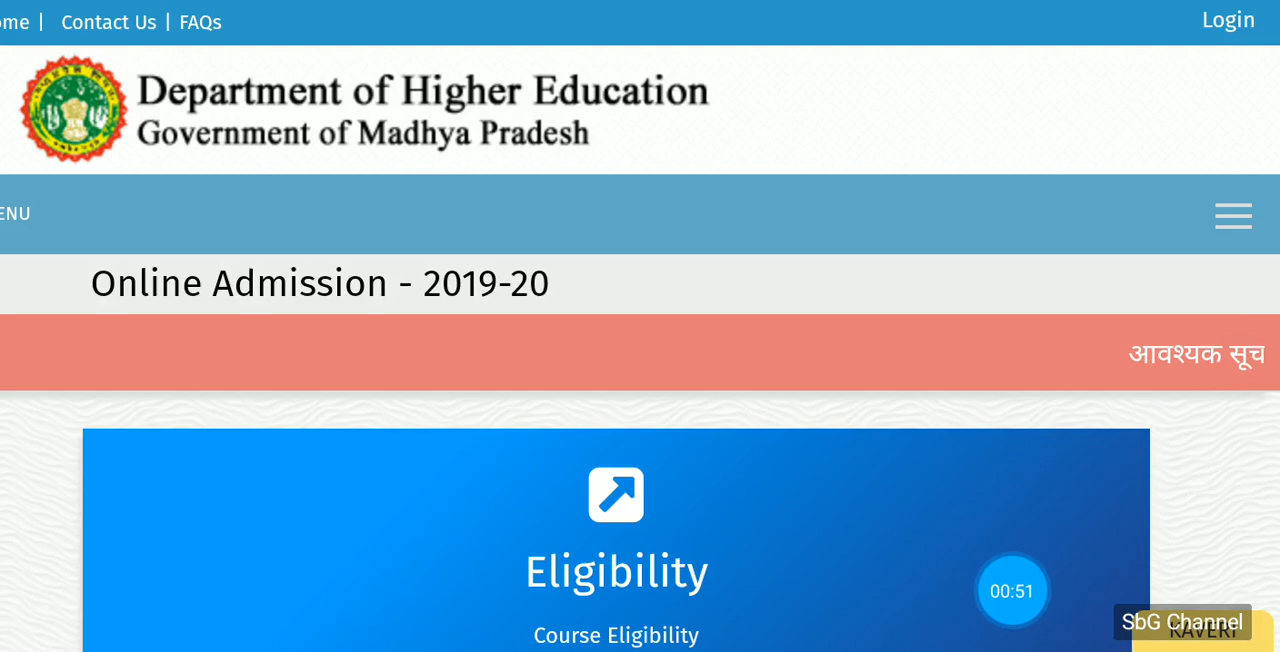 ome | Contact Us | FAQs
Login
Department of Higher Education
Government of Madhya Pradesh
ENU
Online Admission - 2019-20
आवश्यक सूच
Eligibility
00:51
Course Eligibility
SbG Channel
KAVERI